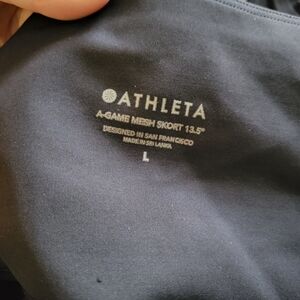 ATHLETA
A-GAME MESH SKORT 13.5"
DESIGNED IN SAN FRANCISCO
MADE IN SRI LANKA
L